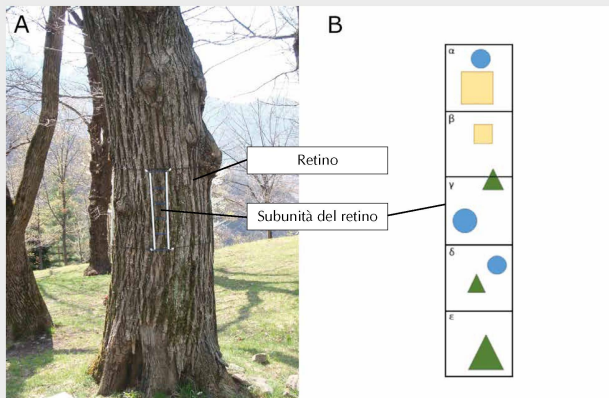 A
B
α
β
Retino
γ
Subunità del retino
δ
ε